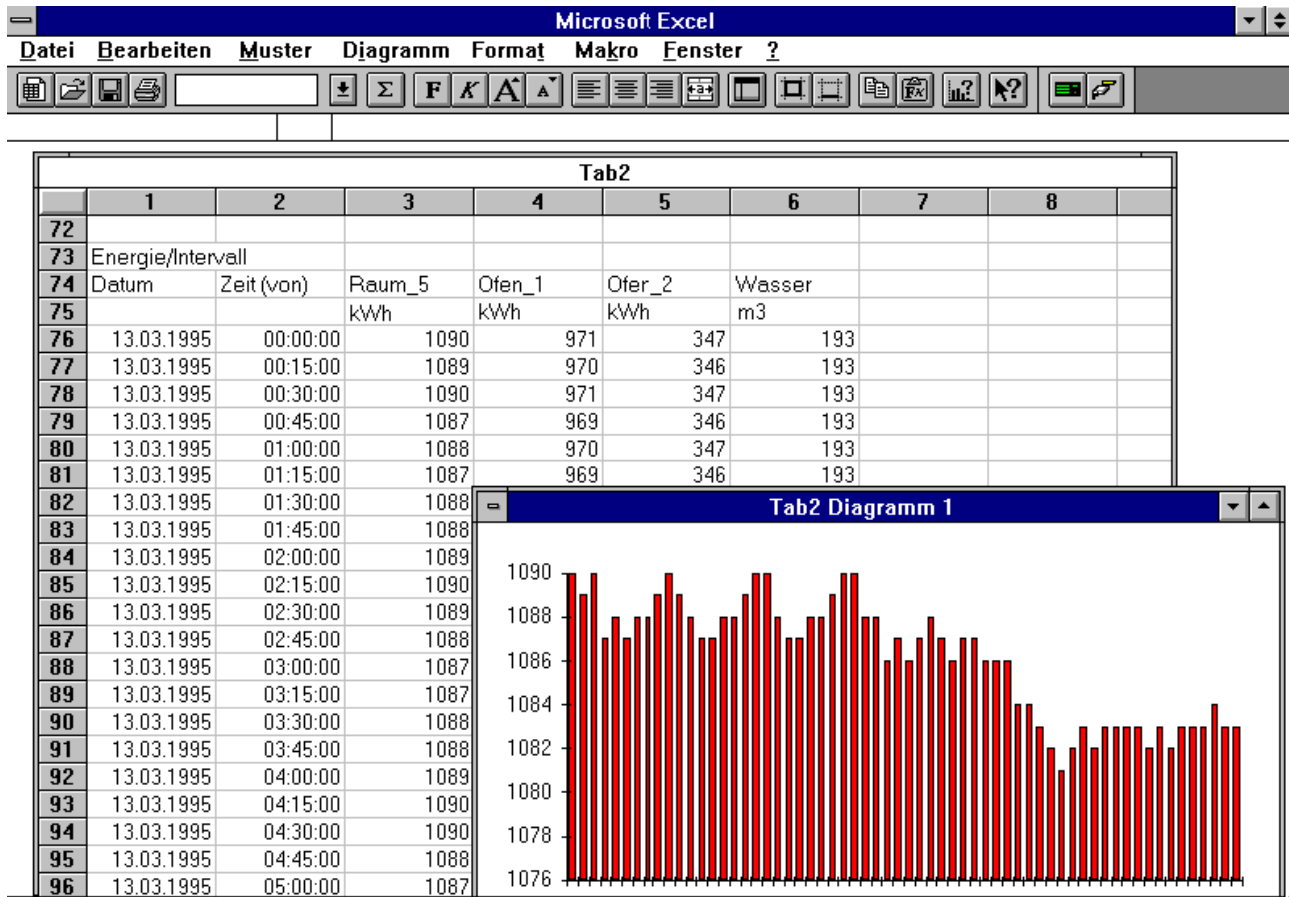 Microsoft Excel
Datei Bearbeiten Muster Diagramm Format Makro Fenster ?
Σ F K A A a ? Fx ?
Tab2
1 2 3 4 5 6 7 8
72
73 Energie/Intervall
74 Datum Zeit (von) Raum_5 Ofen_1 Ofer_2 Wasser
75 kWh kWh kWh m3
76 13.03.1995 00:00:00 1090 971 347 193
77 13.03.1995 00:15:00 1089 970 346 193
78 13.03.1995 00:30:00 1090 971 347 193
79 13.03.1995 00:45:00 1087 969 346 193
80 13.03.1995 01:00:00 1088 970 347 193
81 13.03.1995 01:15:00 1087 969 346 193
82 13.03.1995 01:30:00 1088
83 13.03.1995 01:45:00 1088
84 13.03.1995 02:00:00 1089
85 13.03.1995 02:15:00 1090
86 13.03.1995 02:30:00 1089
87 13.03.1995 02:45:00 1088
88 13.03.1995 03:00:00 1087
89 13.03.1995 03:15:00 1087
90 13.03.1995 03:30:00 1088
91 13.03.1995 03:45:00 1088
92 13.03.1995 04:00:00 1089
93 13.03.1995 04:15:00 1090
94 13.03.1995 04:30:00 1090
95 13.03.1995 04:45:00 1088
96 13.03.1995 05:00:00 1087
Tab2 Diagramm 1
1090
1088
1086
1084
1082
1080
1078
1076